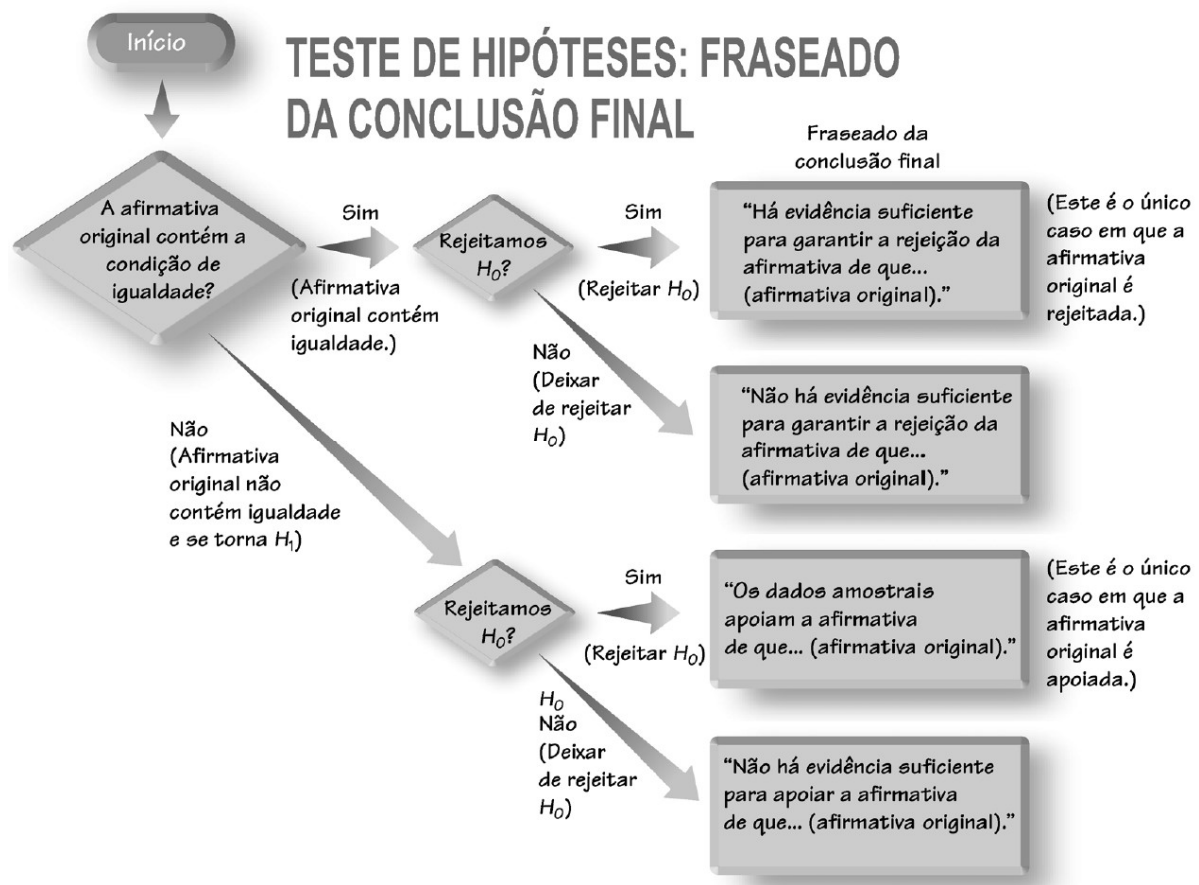 Início
TESTE DE HIPÓTESES: FRASEADO
DA CONCLUSÃO FINAL
A afirmativa
original contém a
condição de
igualdade?
Sim
(Afirmativa
original contém
igualdade.)
Rejeitamos
H₀?
Sim
(Rejeitar H₀)
Fraseado da
conclusão final
“Há evidência suficiente
para garantir a rejeição da
afirmativa de que...
(afirmativa original).”
(Este é o único
caso em que a
afirmativa
original é
rejeitada.)
Não
(Deixar
de rejeitar
H₀)
“Não há evidência suficiente
para garantir a rejeição da
afirmativa de que...
(afirmativa original).”
Não
(Afirmativa
original não
contém igualdade
e se torna H₁)
Rejeitamos
H₀?
Sim
(Rejeitar H₀)
“Os dados amostrais
apoiam a afirmativa
de que... (afirmativa original).”
(Este é o único
caso em que a
afirmativa
original é
apoiada.)
H₀
Não
(Deixar
de rejeitar
H₀)
“Não há evidência suficiente
para apoiar a afirmativa
de que... (afirmativa original).”